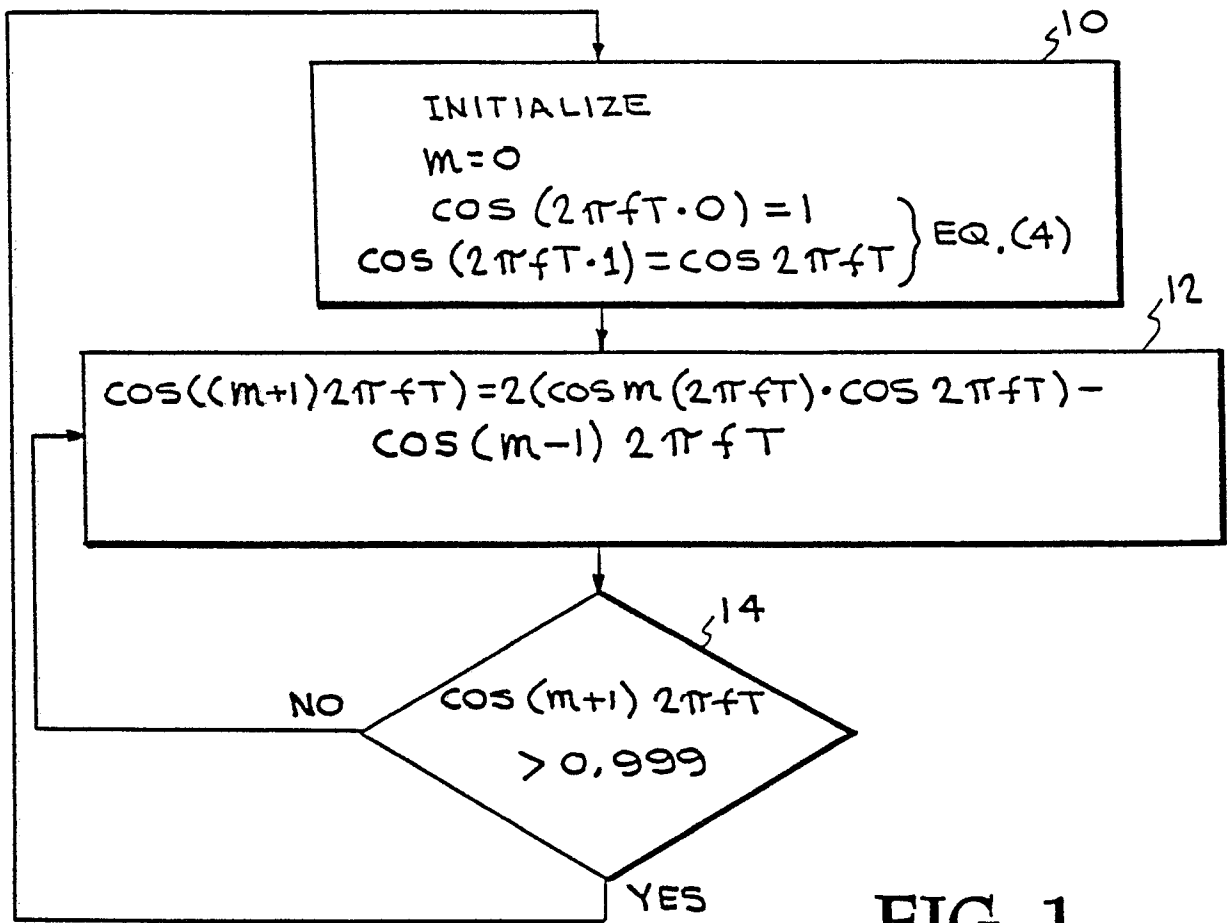 10
INITIALIZE
m=0
cos (2πfT·0) = 1
cos (2πfT·1) = cos 2πfT } EQ.(4)
12
cos((m+1)2πfT)=2(cos m (2πfT)·cos 2πfT)−
cos(m−1) 2πfT
14
NO
cos (m+1) 2πfT
> 0,999
YES
FIG. 1